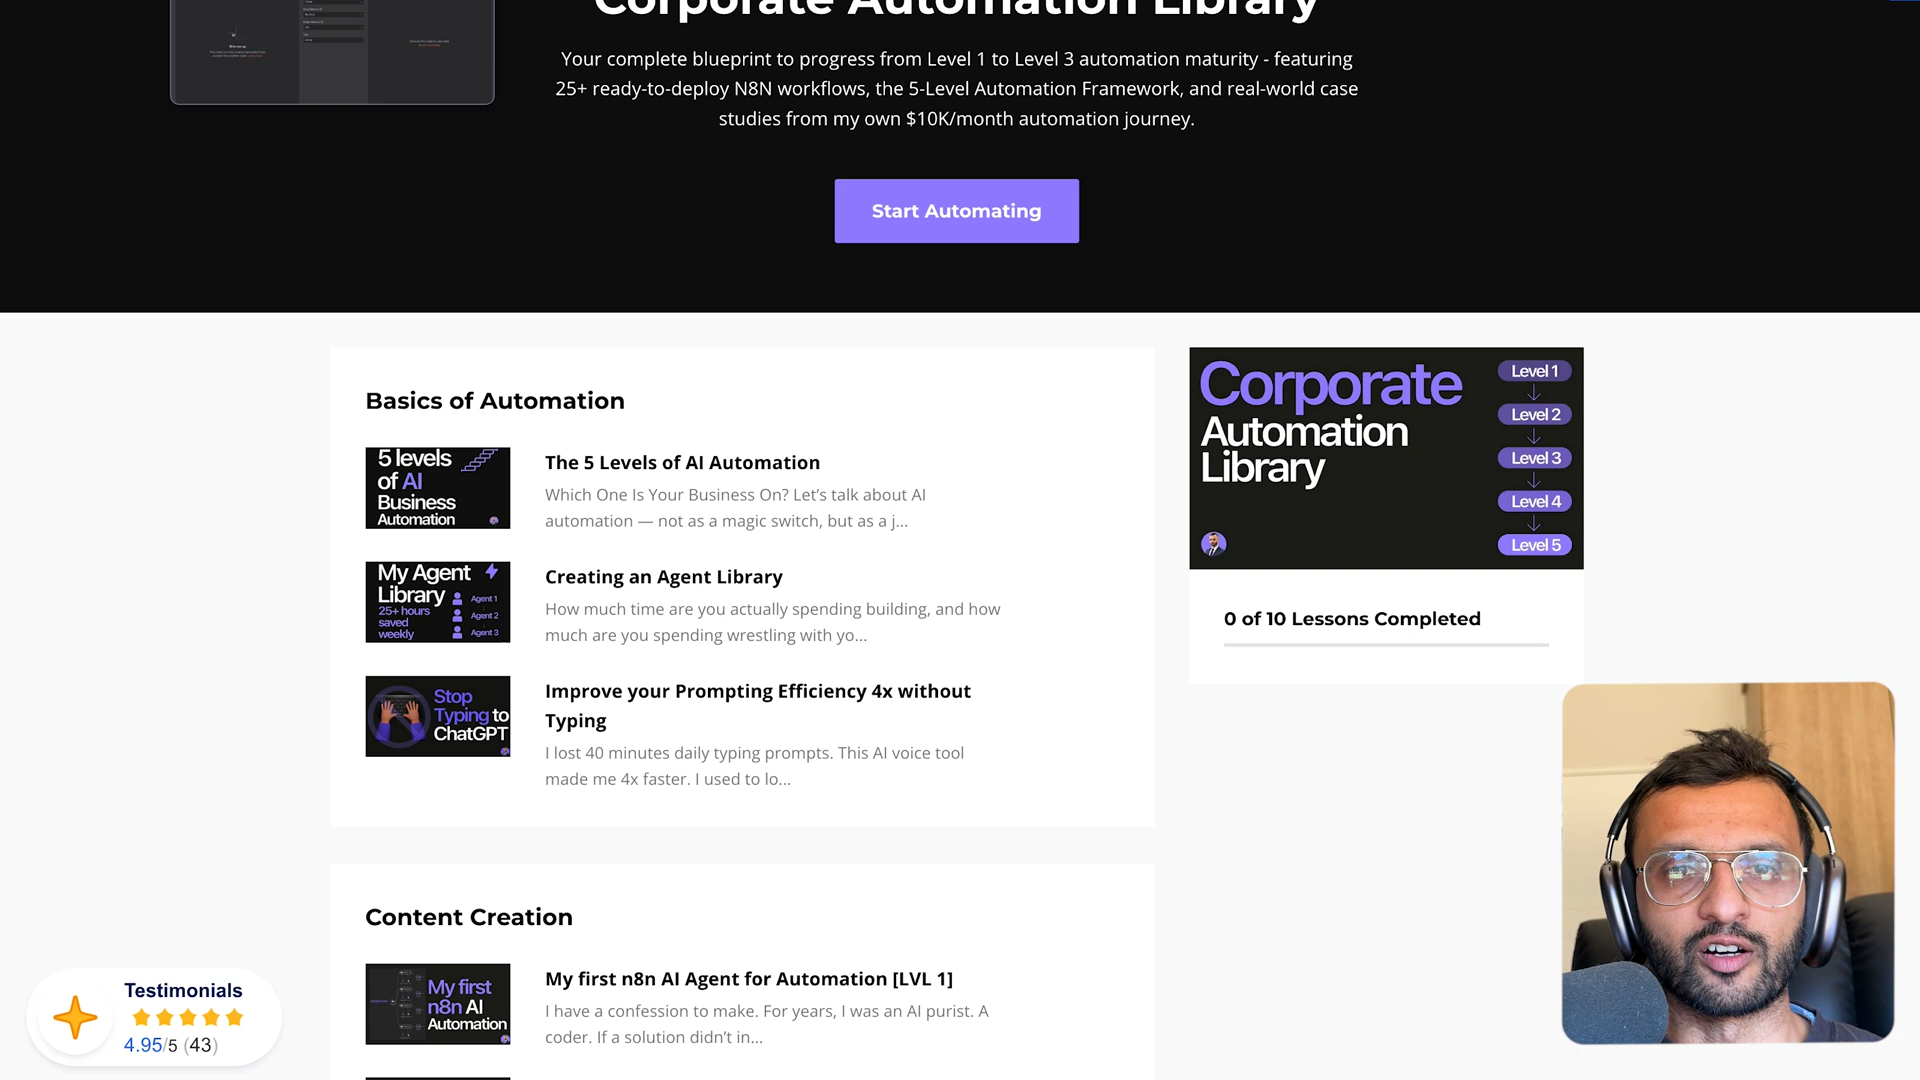 Corporate Automation Library
Your complete blueprint to progress from Level 1 to Level 3 automation maturity - featuring
25+ ready-to-deploy N8N workflows, the 5-Level Automation Framework, and real-world case
studies from my own $10K/month automation journey.
Start Automating
Basics of Automation
5 levels
of AI
Business
Automation
The 5 Levels of AI Automation
Which One Is Your Business On? Let’s talk about AI
automation — not as a magic switch, but as a j...
My Agent
Library
25+ hours
saved
weekly
Agent 1
Agent 2
Agent 3
Creating an Agent Library
How much time are you actually spending building, and how
much are you spending wrestling with yo...
Stop
Typing to
ChatGPT
Improve your Prompting Efficiency 4x without
Typing
I lost 40 minutes daily typing prompts. This AI voice tool
made me 4x faster. I used to lo...
Corporate
Automation
Library
Level 1
Level 2
Level 3
Level 4
Level 5
0 of 10 Lessons Completed
Content Creation
My first
n8n AI
Automation
My first n8n AI Agent for Automation [LVL 1]
I have a confession to make. For years, I was an AI purist. A
coder. If a solution didn’t in...
Testimonials
4.95/5 (43)